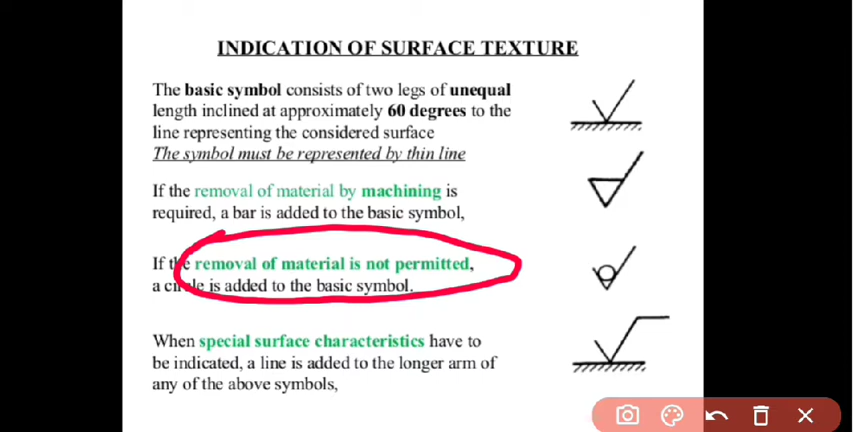 INDICATION OF SURFACE TEXTURE
The basic symbol consists of two legs of unequal
length inclined at approximately 60 degrees to the
line representing the considered surface
The symbol must be represented by thin line
If the removal of material by machining is
required, a bar is added to the basic symbol,
If the removal of material is not permitted,
a circle is added to the basic symbol.
When special surface characteristics have to
be indicated, a line is added to the longer arm of
any of the above symbols,